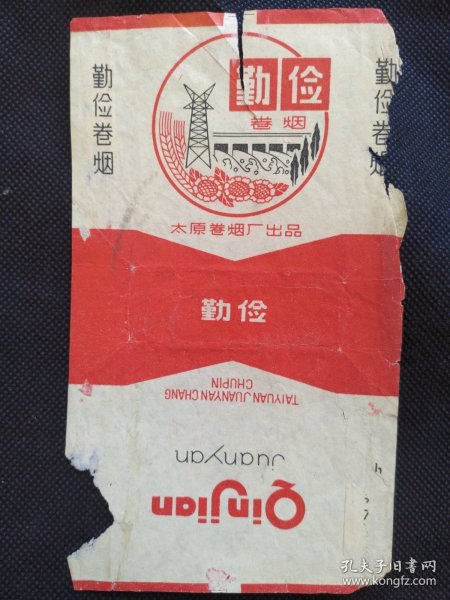 勤俭
卷烟
勤俭卷烟
勤俭卷烟
太原卷烟厂出品
勤俭
TAIYUAN JUANYAN CHANG
CHUPIN
Juanyan
Qinjian
孔夫子旧书网
www.kongfz.com